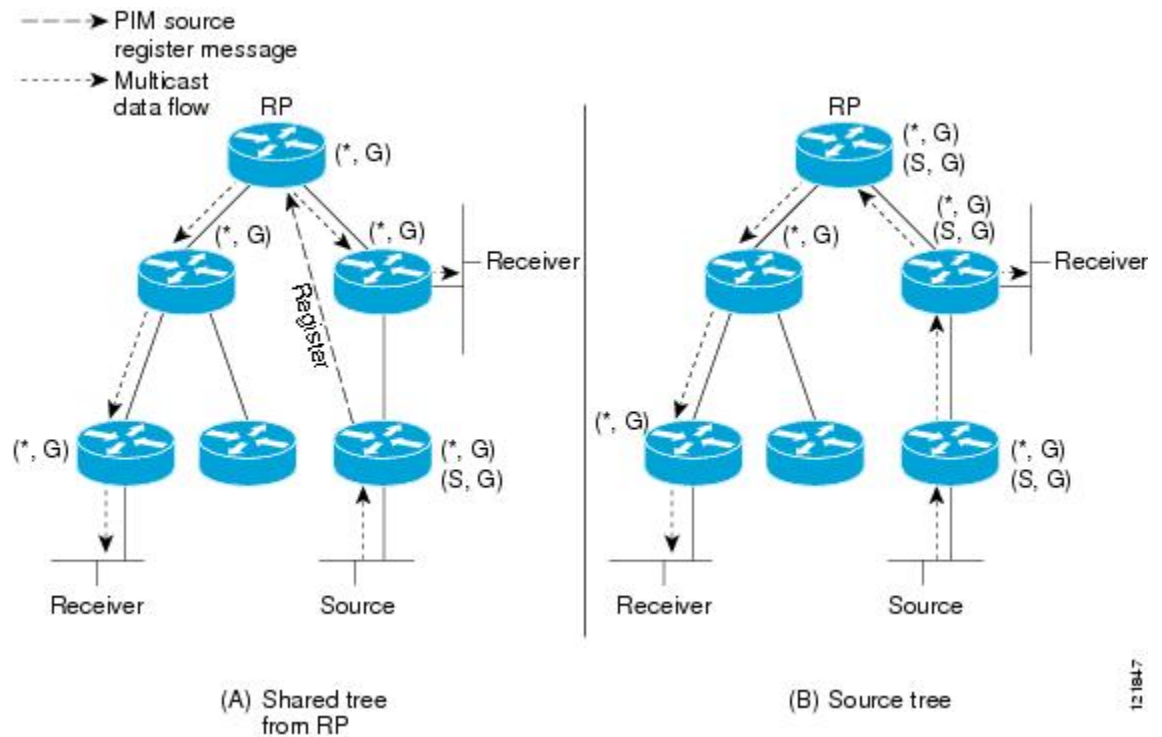 PIM source
register message
Multicast
data flow
RP
(*, G)
(*, G)
(*, G)
Receiver
Register
(*, G)
(*, G)
(S, G)
Receiver
Source
(A) Shared tree
from RP
RP
(*, G)
(S, G)
(*, G)
(*, G)
(S, G)
Receiver
(*, G)
(*, G)
(S, G)
Receiver
Source
(B) Source tree
121847